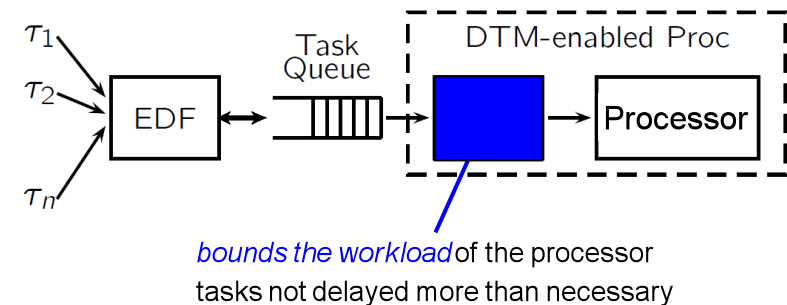 τ1
τ2
τn
EDF
Task
Queue
DTM-enabled Proc
Processor
bounds the workload of the processor
tasks not delayed more than necessary